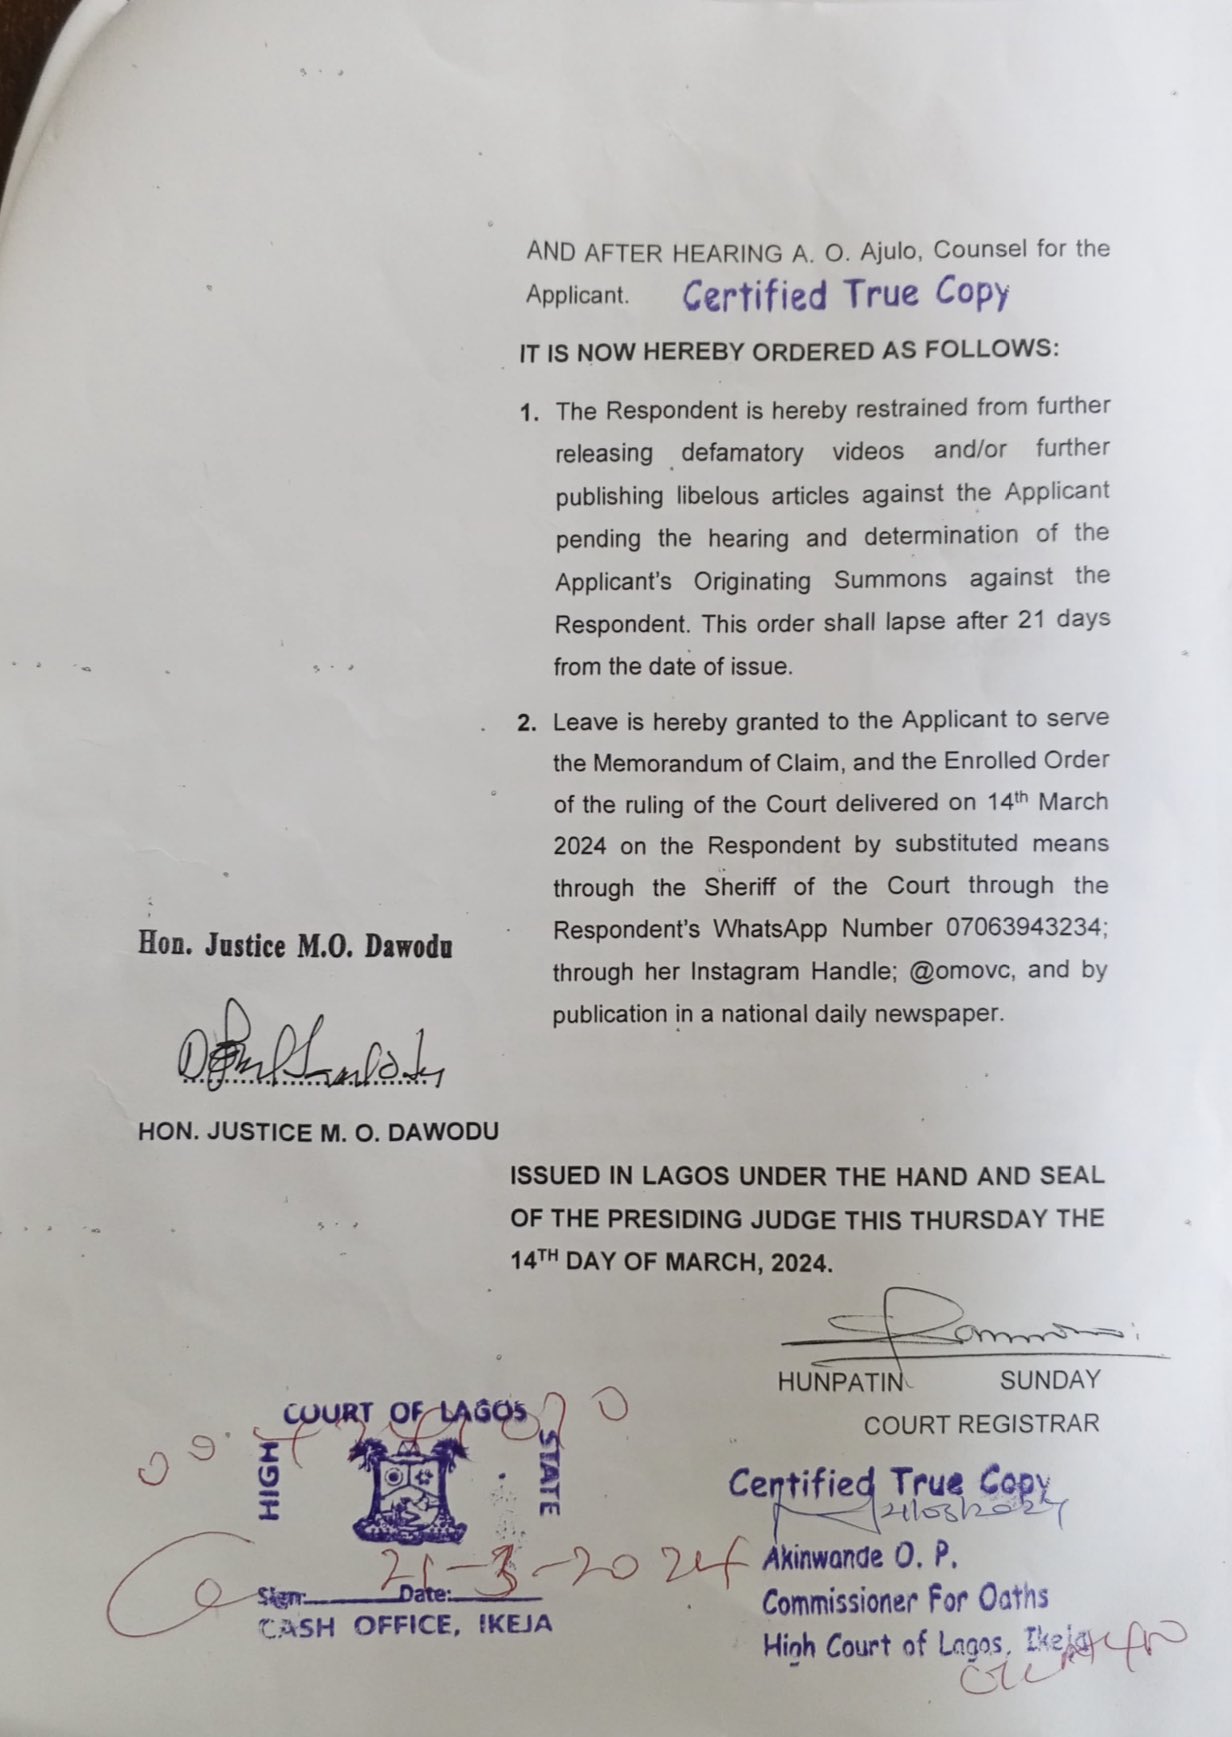 AND AFTER HEARING A. O. Ajulo, Counsel for the
Applicant.
Certified True Copy
IT IS NOW HEREBY ORDERED AS FOLLOWS:
1. The Respondent is hereby restrained from further
releasing defamatory videos and/or further
publishing libelous articles against the Applicant
pending the hearing and determination of the
Applicant's Originating Summons against the
Respondent. This order shall lapse after 21 days
from the date of issue.
2. Leave is hereby granted to the Applicant to serve
the Memorandum of Claim, and the Enrolled Order
of the ruling of the Court delivered on 14th March
2024 on the Respondent by substituted means
through the Sheriff of the Court through the
Respondent's WhatsApp Number 07063943234;
through her Instagram Handle; @omovc, and by
publication in a national daily newspaper.
Hon. Justice M.O. Dawodu
HON. JUSTICE M. O. DAWODU
ISSUED IN LAGOS UNDER THE HAND AND SEAL
OF THE PRESIDING JUDGE THIS THURSDAY THE
14TH DAY OF MARCH, 2024.
HUNPATIN SUNDAY
COURT REGISTRAR
HIGH COURT OF LAGOS STATE
21-3-2024
Sign: Date:
CASH OFFICE, IKEJA
Certified True Copy
21/03/2024
Akinwande O. P.
Commissioner For Oaths
High Court of Lagos, Ikeja